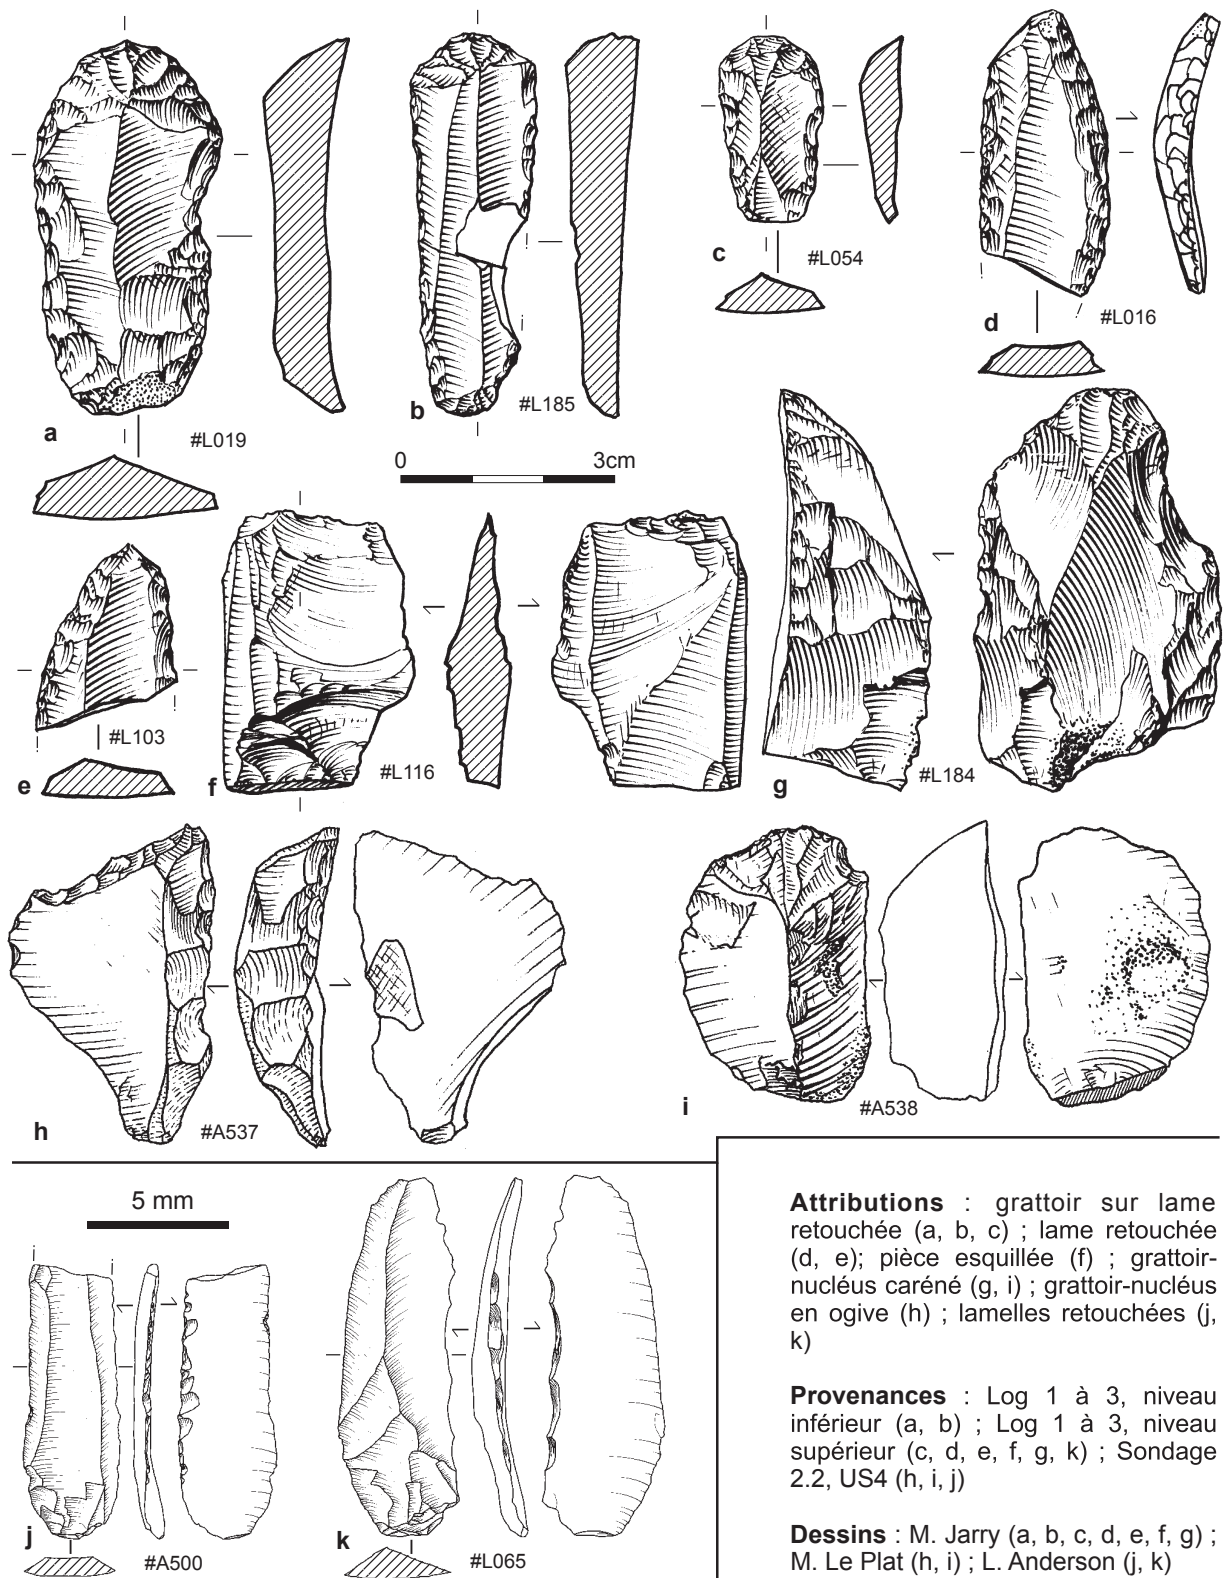 a
#L019
b
#L185
c
#L054
d
#L016
0 3cm
e
#L103
f
#L116
g
#L184
h
#A537
i
#A538
5 mm
i i
j
#A500
k
#L065
Attributions : grattoir sur lame
retouchée (a, b, c) ; lame retouchée
(d, e); pièce esquillée (f) ; grattoir-
nucléus caréné (g, i) ; grattoir-nucléus
en ogive (h) ; lamelles retouchées (j,
k)
Provenances : Log 1 à 3, niveau
inférieur (a, b) ; Log 1 à 3, niveau
supérieur (c, d, e, f, g, k) ; Sondage
2.2, US4 (h, i, j)
Dessins : M. Jarry (a, b, c, d, e, f, g) ;
M. Le Plat (h, i) ; L. Anderson (j, k)